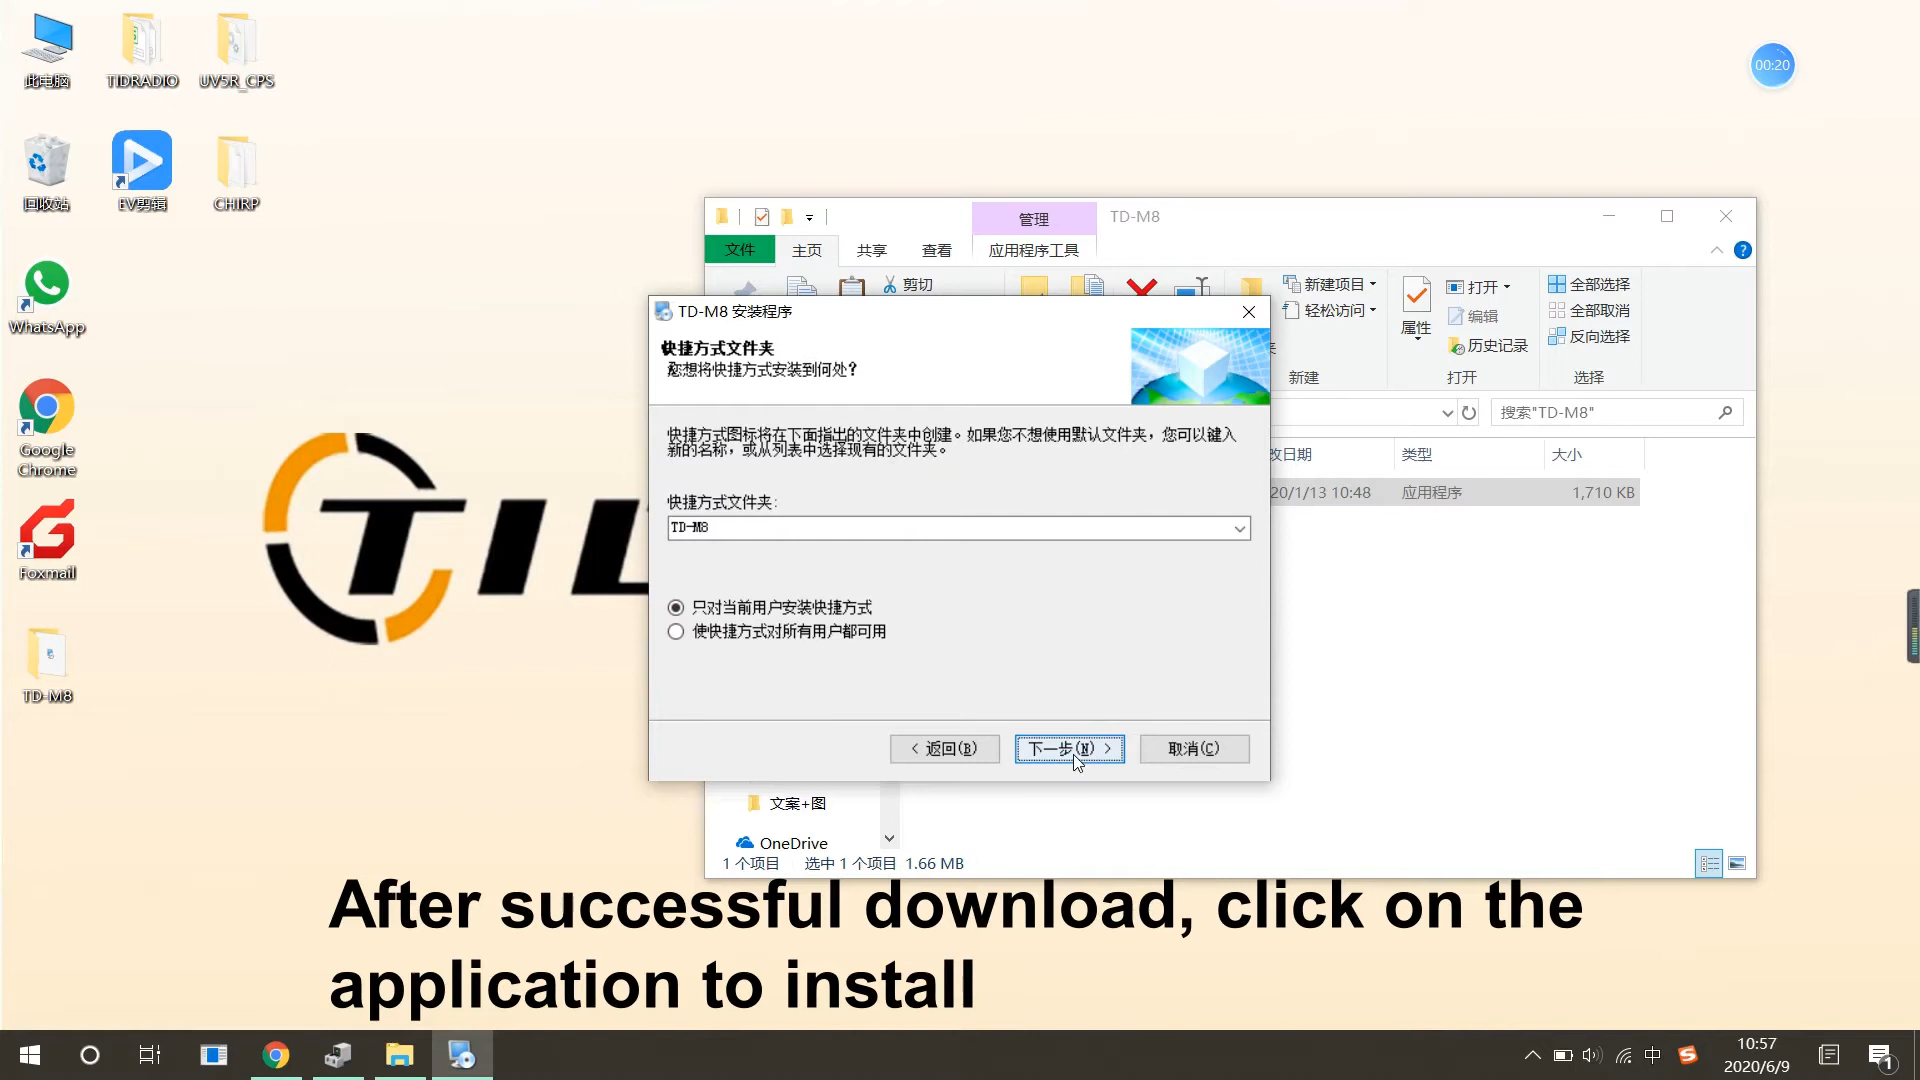 此电脑
TIDRADIO
UV5R_CPS
00:20
回收站
EV剪辑
CHIRP
WhatsApp
Google
Chrome
Foxmail
TD-M8
管理
TD-M8
文件
主页
共享
查看
应用程序工具
剪切
新建项目
轻松访问
新建
属性
打开
编辑
历史记录
打开
全部选择
全部取消
反向选择
选择
搜索"TD-M8"
改日期
类型
大小
20/1/13 10:48
应用程序
1,710 KB
TD-M8 安装程序
快捷方式文件夹
您想将快捷方式安装到何处?
快捷方式图标将在下面指出的文件夹中创建。如果您不想使用默认文件夹，您可以键入
新的名称，或从列表中选择现有的文件夹。
快捷方式文件夹:
TD-M8
只对当前用户安装快捷方式
使快捷方式对所有用户都可用
< 返回(B)
下一步(N) >
取消(C)
文案+图
OneDrive
1 个项目
选中 1 个项目 1.66 MB
TID
After successful download, click on the
application to install
中
10:57
2020/6/9
1